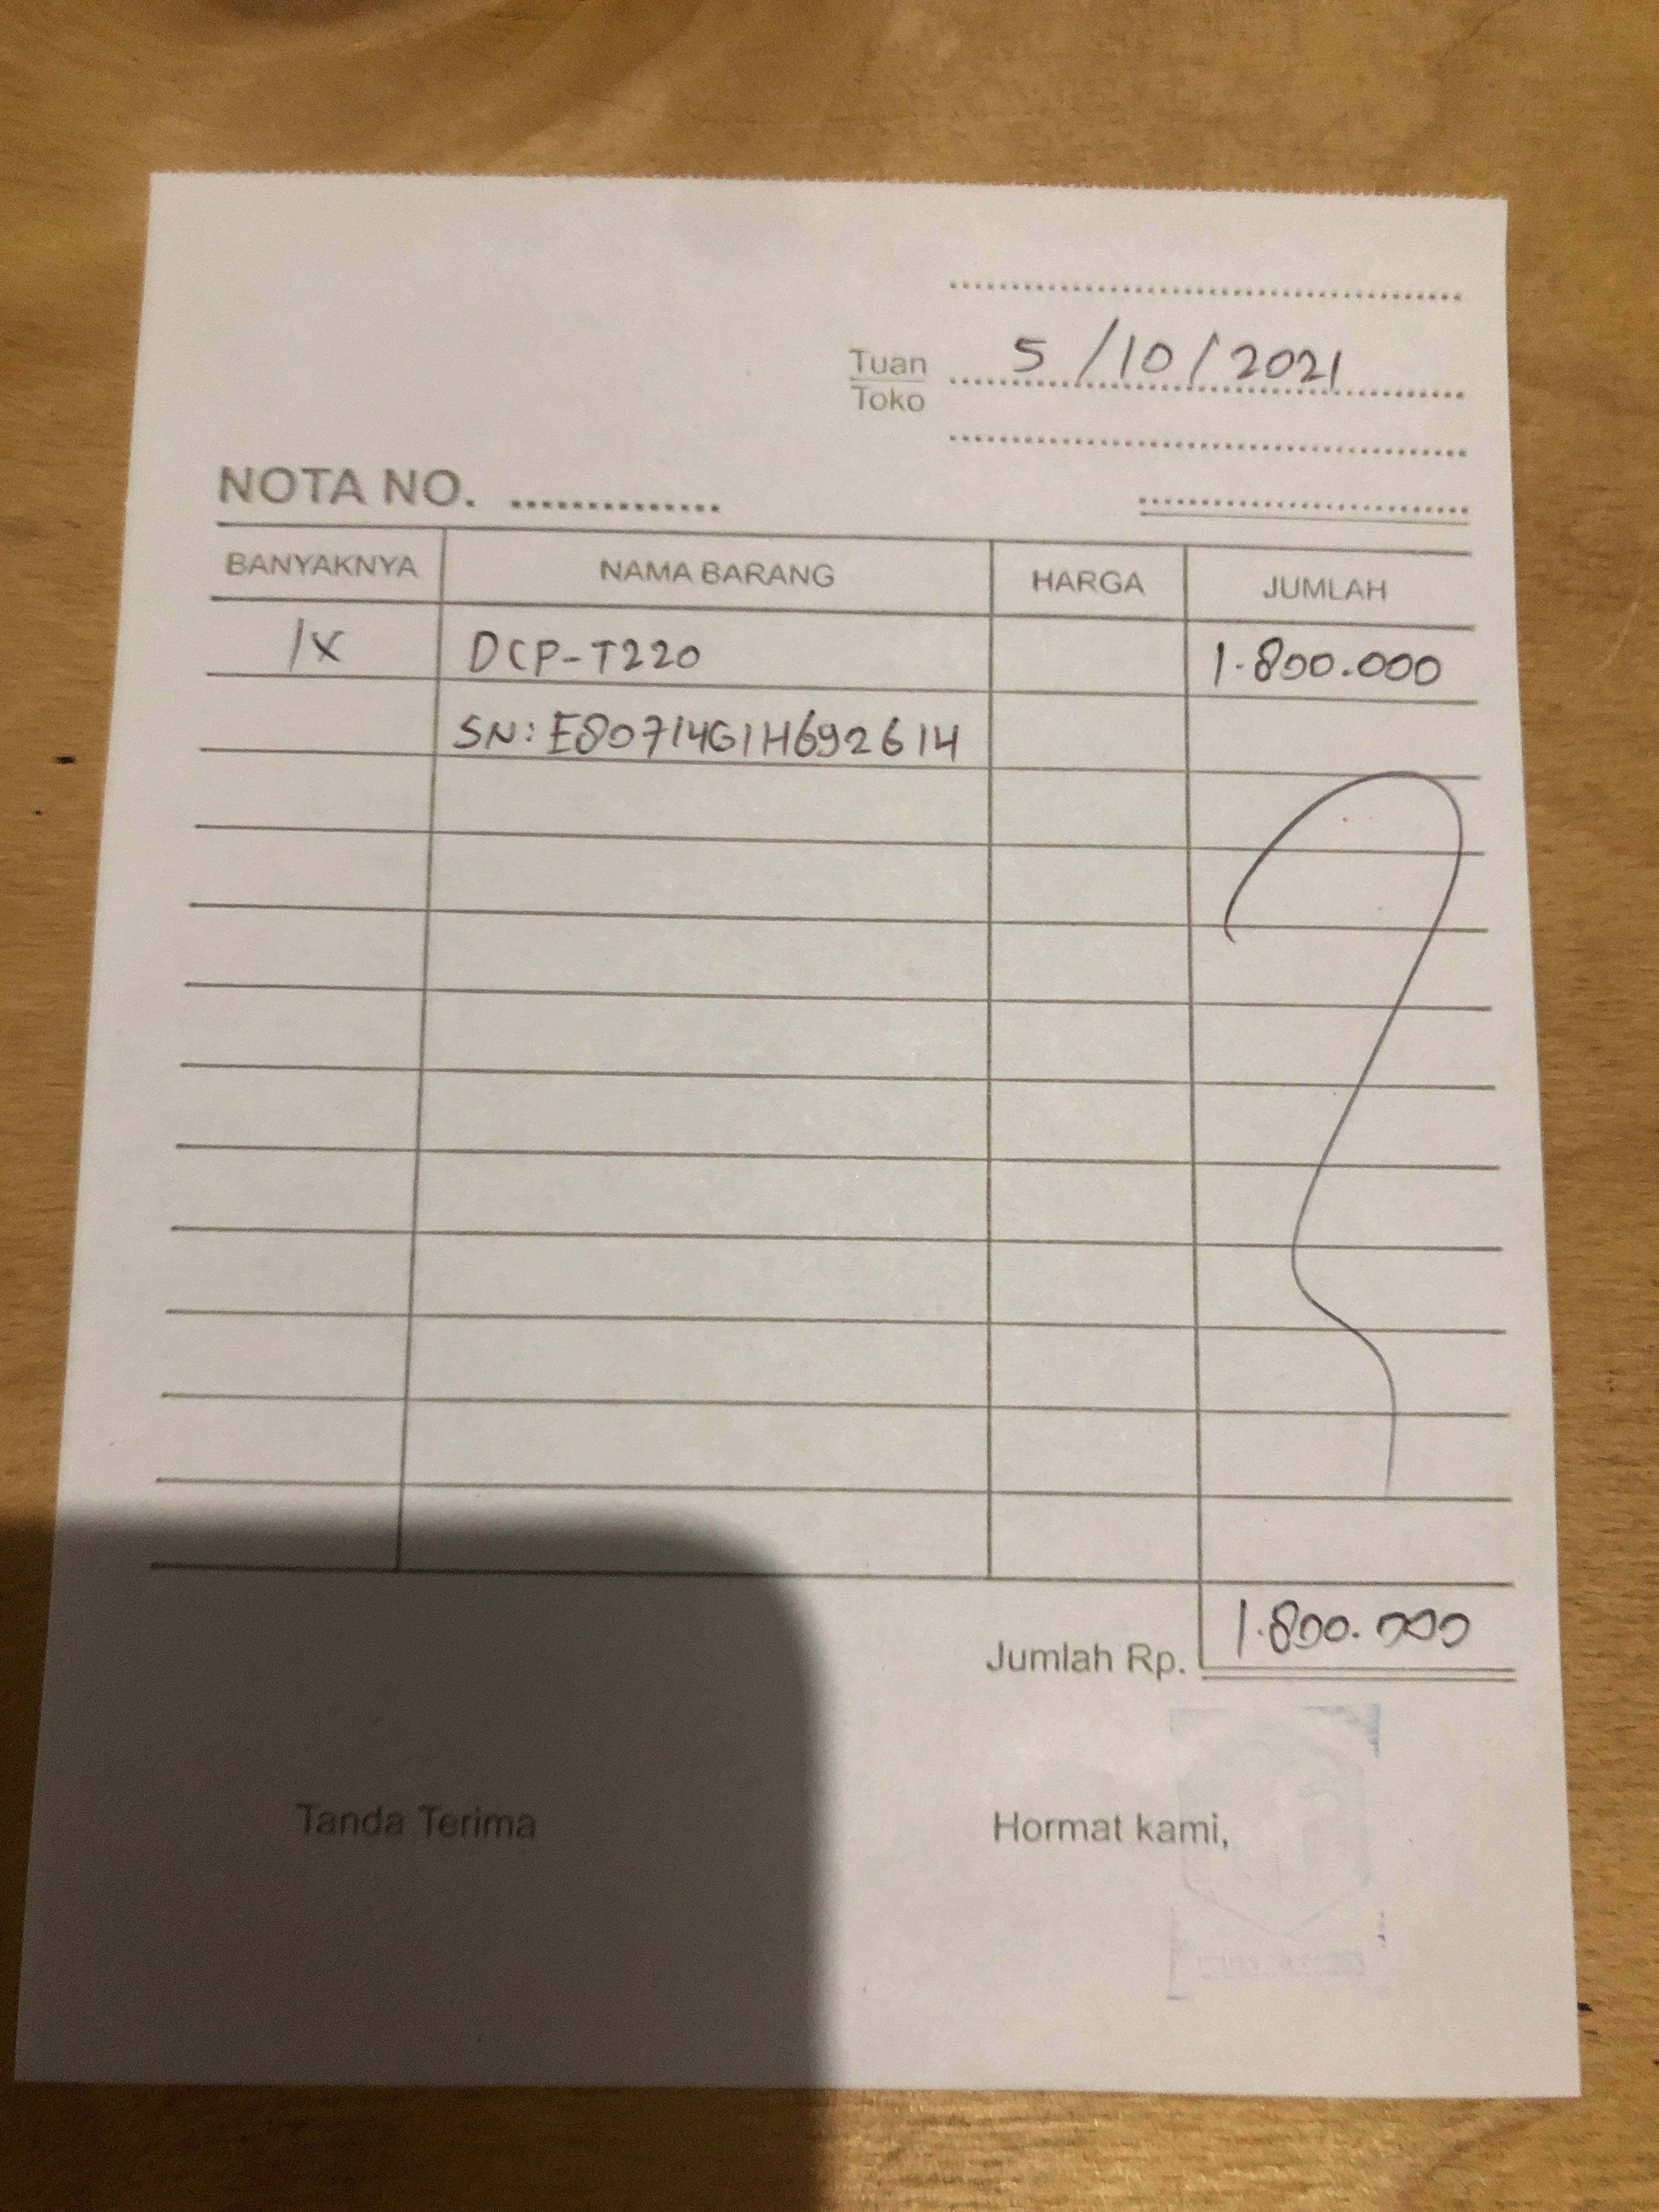 5/10/2021
Tuan
Toko
NOTA NO.
BANYAKNYA NAMA BARANG HARGA JUMLAH
1X DCP-T220 1.800.000
SN: E80714G1H692614
Jumlah Rp. 1.800.000
Tanda Terima Hormat kami,